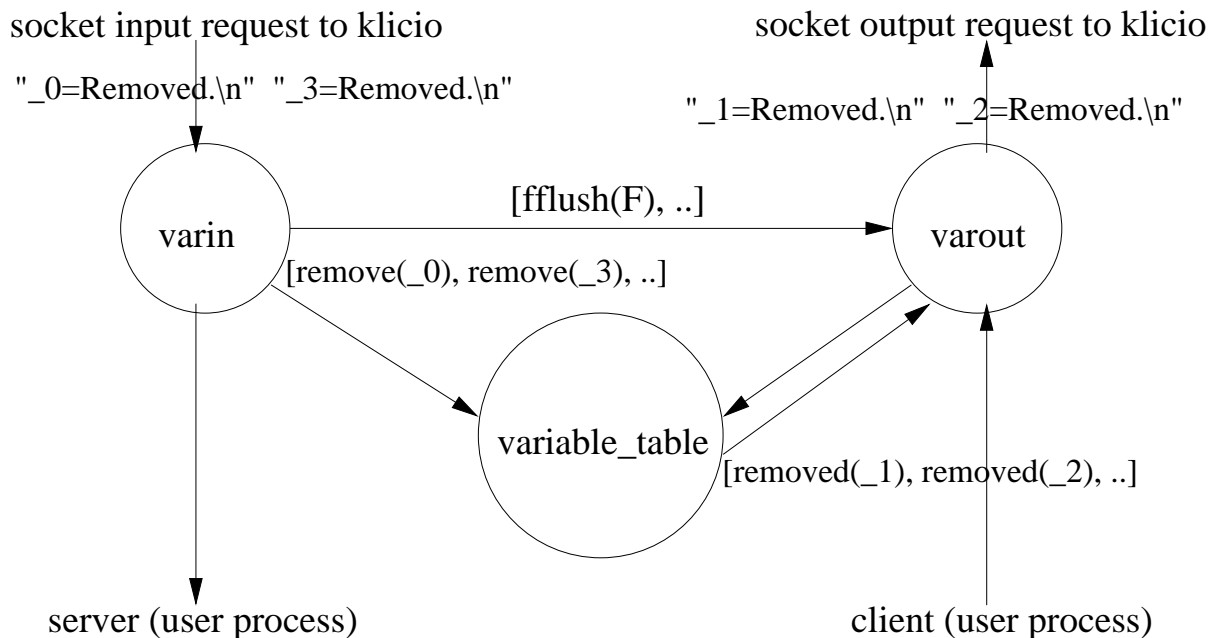 socket input request to klicio
socket output request to klicio
"_0=Removed.\n" "_3=Removed.\n"
"_1=Removed.\n" "_2=Removed.\n"
[fflush(F), ..]
varin
varout
[remove(_0), remove(_3), ..]
variable_table
[removed(_1), removed(_2), ..]
server (user process)
client (user process)